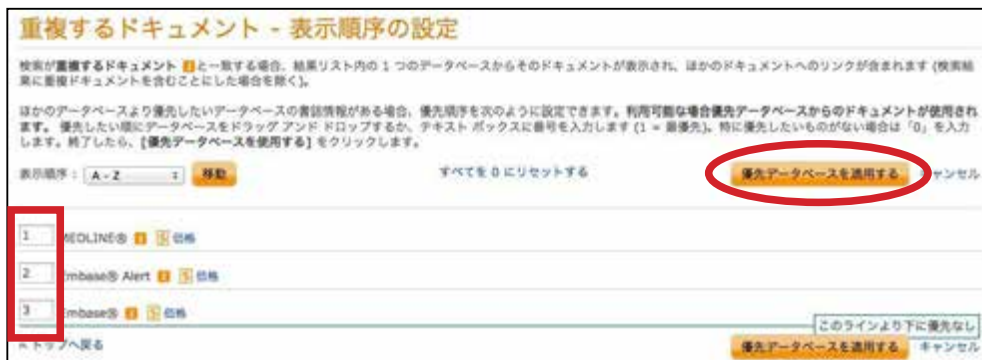 重複するドキュメント - 表示順序の設定
検索が重複するドキュメント と一致する場合、結果リスト内の 1 つのデータベースからそのドキュメントが表示され、ほかのドキュメントへのリンクが含まれます (検索結
果に重複ドキュメントを含むことにした場合を除く)。
ほかのデータベースより優先したいデータベースの書誌情報がある場合、優先順序を次のように設定できます。利用可能な場合優先データベースからのドキュメントが使用され
ます。 優先したい順にデータベースをドラッグ アンド ドロップするか、テキスト ボックスに番号を入力します (1 = 最優先)。特に優先したいものがない場合は「0」を入力
します。終了したら、[優先データベースを使用する] をクリックします。
表示順序： A - Z 移動 すべてを 0 にリセットする 優先データベースを適用する キャンセル
1 MEDLINE® i $ 価格
2 Embase® Alert i $ 価格
3 Embase® i $ 価格
このラインより下に優先なし
トップへ戻る 優先データベースを適用する キャンセル